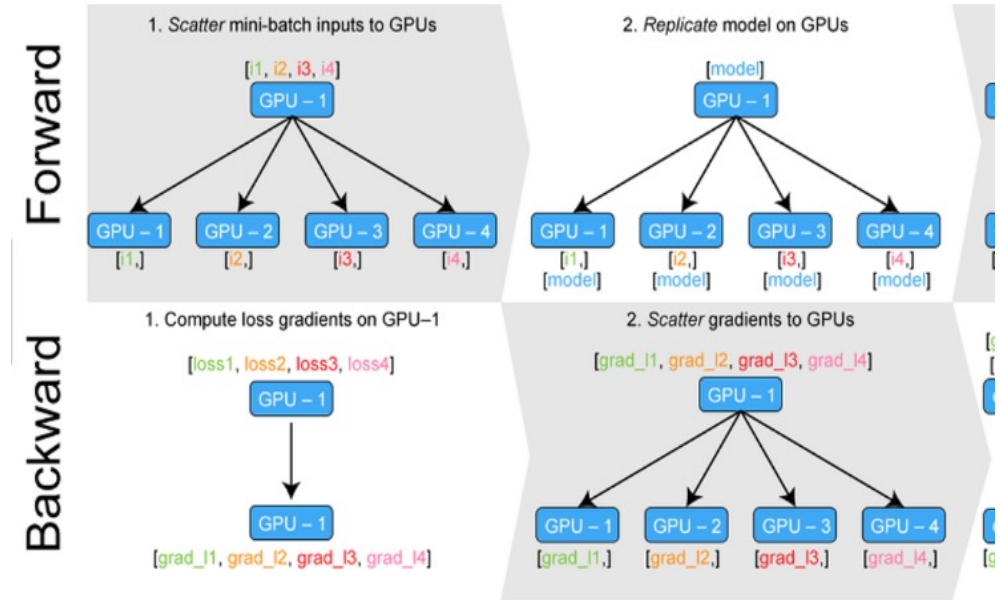 Forward
1. Scatter mini-batch inputs to GPUs
[i1, i2, i3, i4]
GPU – 1
GPU – 1
GPU – 2
GPU – 3
GPU – 4
[i1,]
[i2,]
[i3,]
[i4,]
2. Replicate model on GPUs
[model]
GPU – 1
GPU – 1
GPU – 2
GPU – 3
GPU – 4
[i1,]
[i2,]
[i3,]
[i4,]
[model]
[model]
[model]
[model]
Backward
1. Compute loss gradients on GPU–1
[loss1, loss2, loss3, loss4]
GPU – 1
GPU – 1
[grad_l1, grad_l2, grad_l3, grad_l4]
2. Scatter gradients to GPUs
[grad_l1, grad_l2, grad_l3, grad_l4]
GPU – 1
GPU – 1
GPU – 2
GPU – 3
GPU – 4
[grad_l1,]
[grad_l2,]
[grad_l3,]
[grad_l4,]